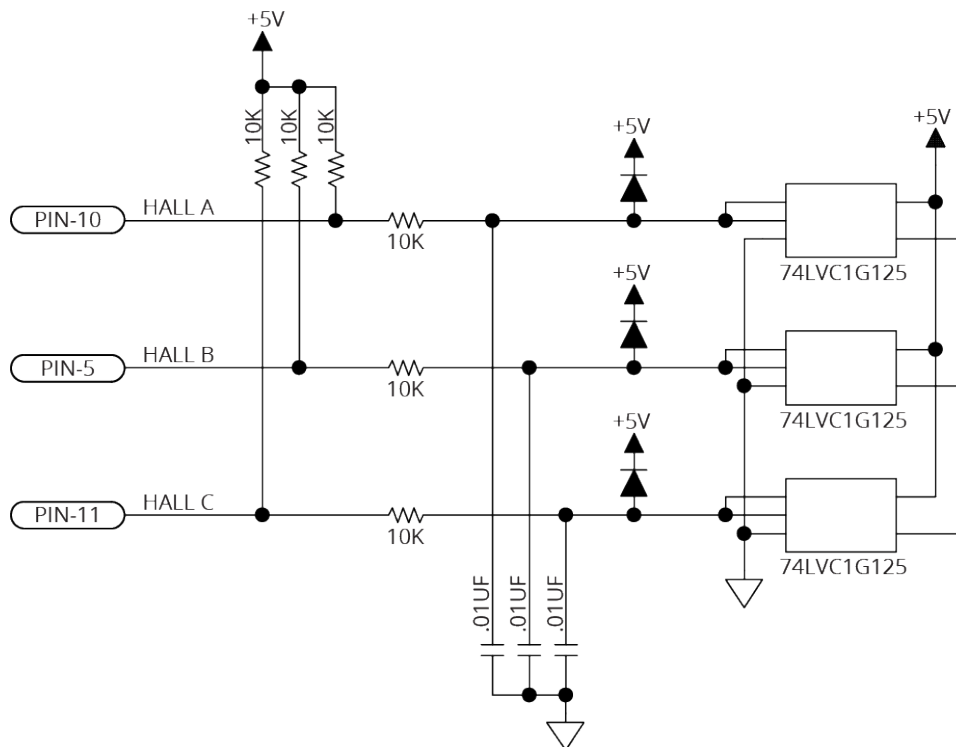 +5V
10K
10K
10K
+5V
+5V
PIN-10
HALL A
10K
74LVC1G125
+5V
PIN-5
HALL B
10K
74LVC1G125
+5V
PIN-11
HALL C
10K
74LVC1G125
.01UF
.01UF
.01UF